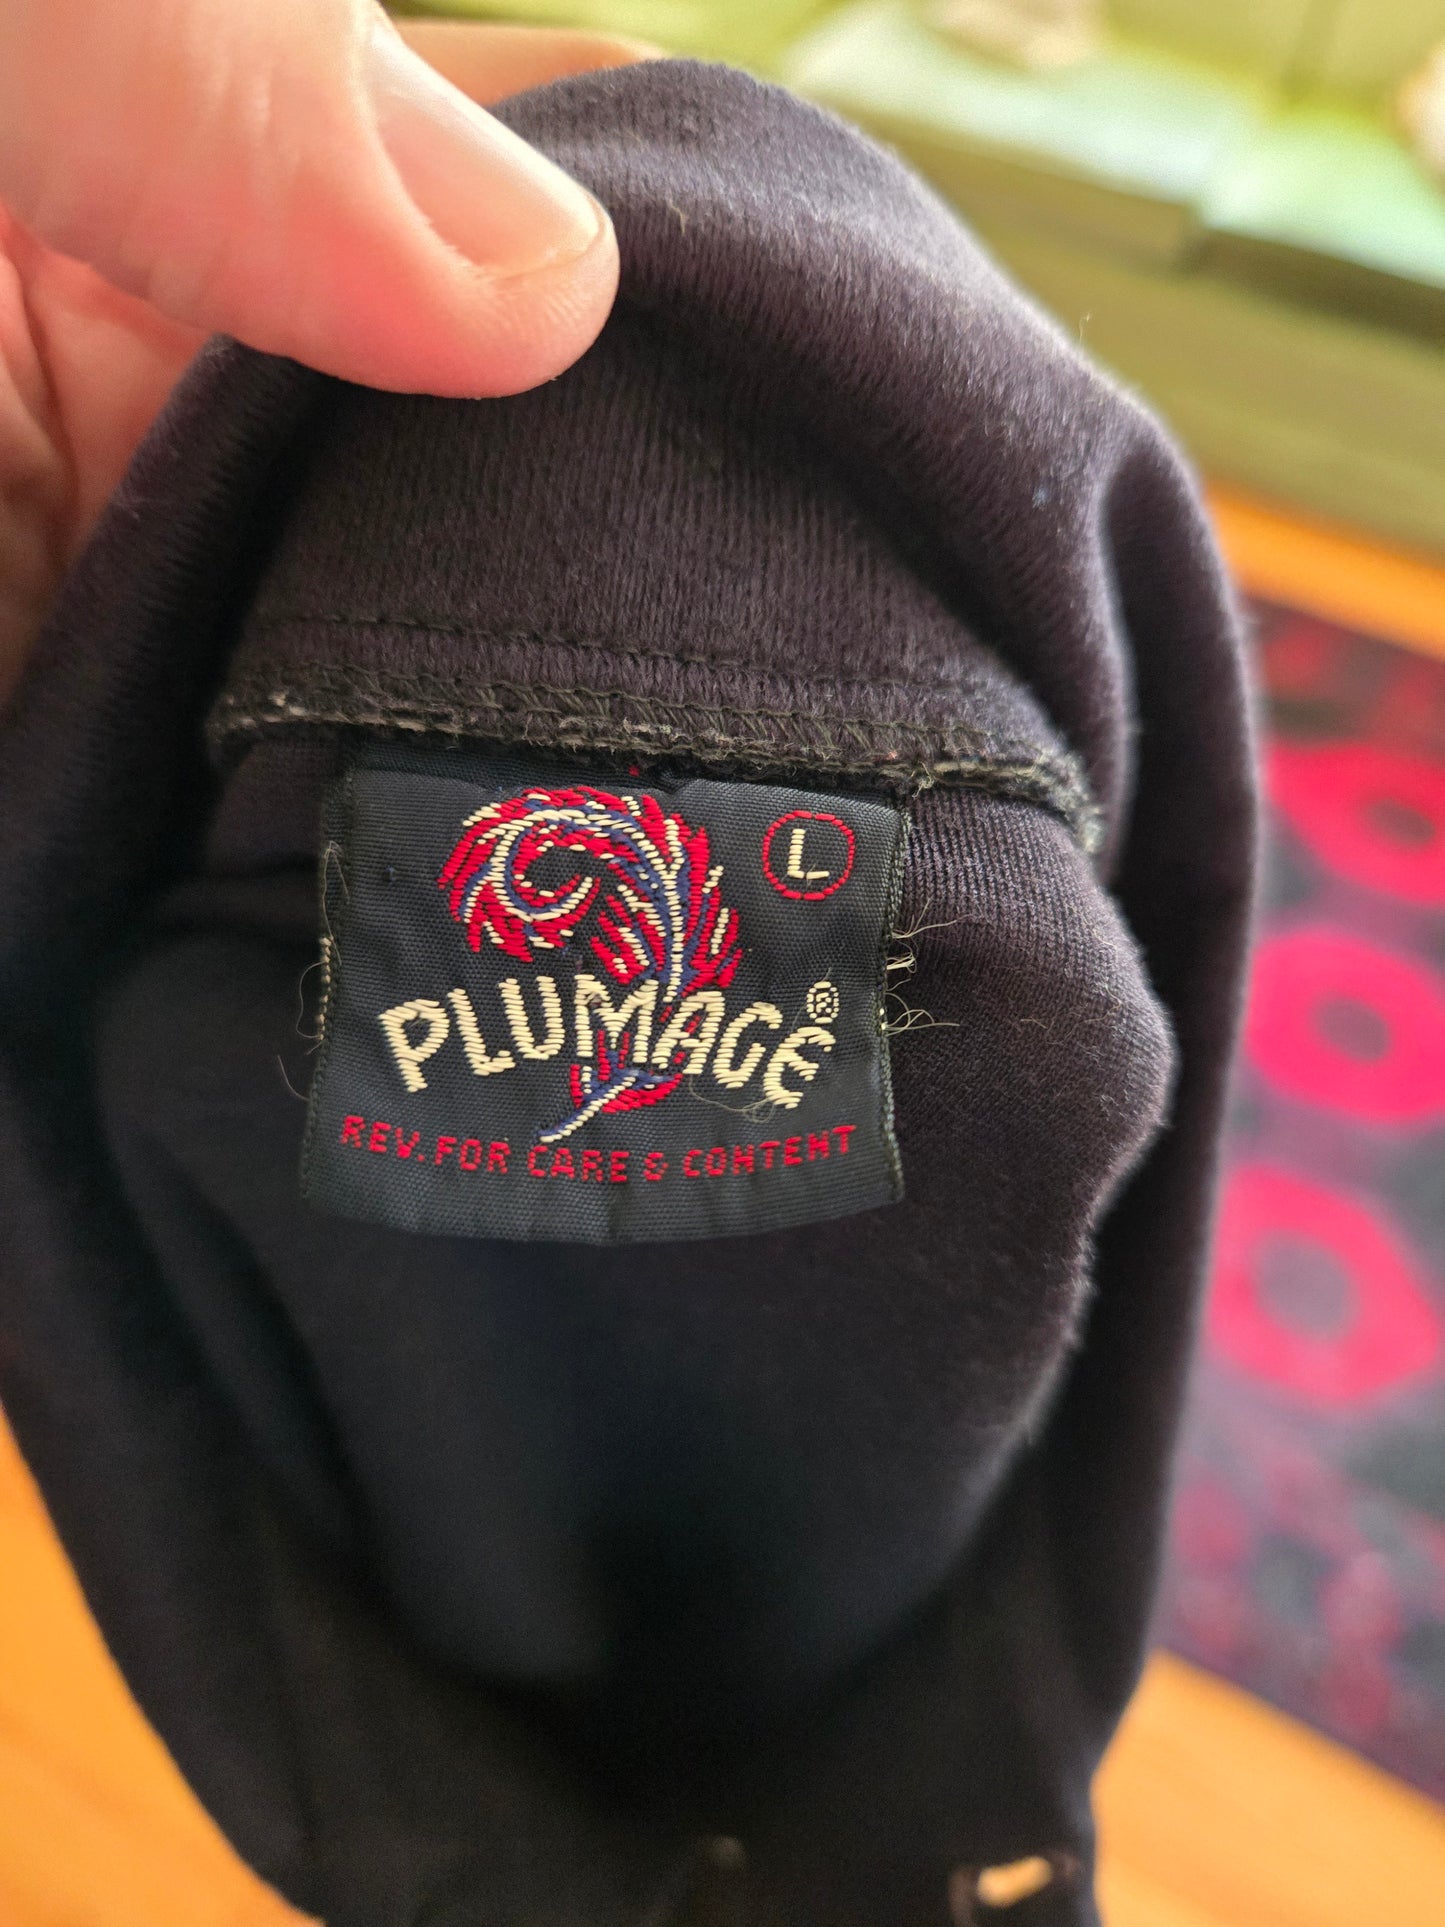 L
PLUMAGE®
REV. FOR CARE & CONTENT